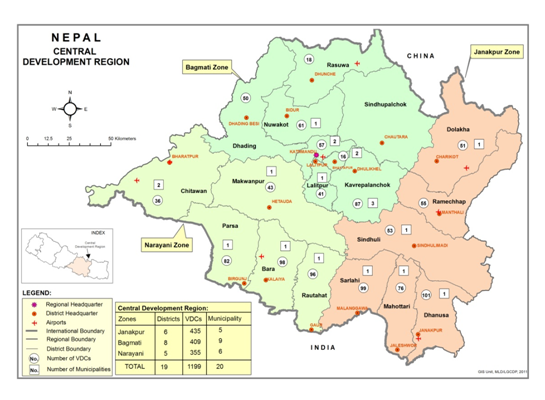 NEPAL
CENTRAL
DEVELOPMENT REGION
CHINA
Janakpur Zone
Bagmati Zone
Rasuwa
18
DHUNCHE
N
W
E
S
0
12.5
25
50 Kilometers
50
DHADING BESI
BIDUR
Nuwakot
61
1
Sindhupalchok
CHAUTARA
Dolakha
51
1
CHARIKOT
Dhading
KATHMANDU
57
2
16
2
LALITPUR
DHULIKHEL
BHARATPUR
Makwanpur
1
43
HETAUDA
Lalitpur
1
41
Kavrepalanchok
87
3
Ramechhap
55
MANTHALI
2
Chitawan
36
Narayani Zone
Parsa
1
82
BIRGUNJ
1
98
Bara
KALAIYA
1
96
Rautahat
GAUR
53
1
Sindhuli
SINDHULIMADI
Sarlahi
1
99
MALANGAWA
1
76
Mahottari
JALESHWOR
101
1
Dhanusa
JANAKPUR
INDIA
INDEX
Central
Development Region
LEGEND:
Regional Headquarter
District Headquarter
Airports
International Boundary
Regional Boundary
District Boundary
No. Number of VDCs
No. Number of Municipalities
Central Development Region:
Zones Districts VDCs Municipality
Janakpur 6 435 5
Bagmati 8 409 9
Narayani 5 355 6
TOTAL 19 1199 20
GIS Unit, MLD/LGCDP, 2011